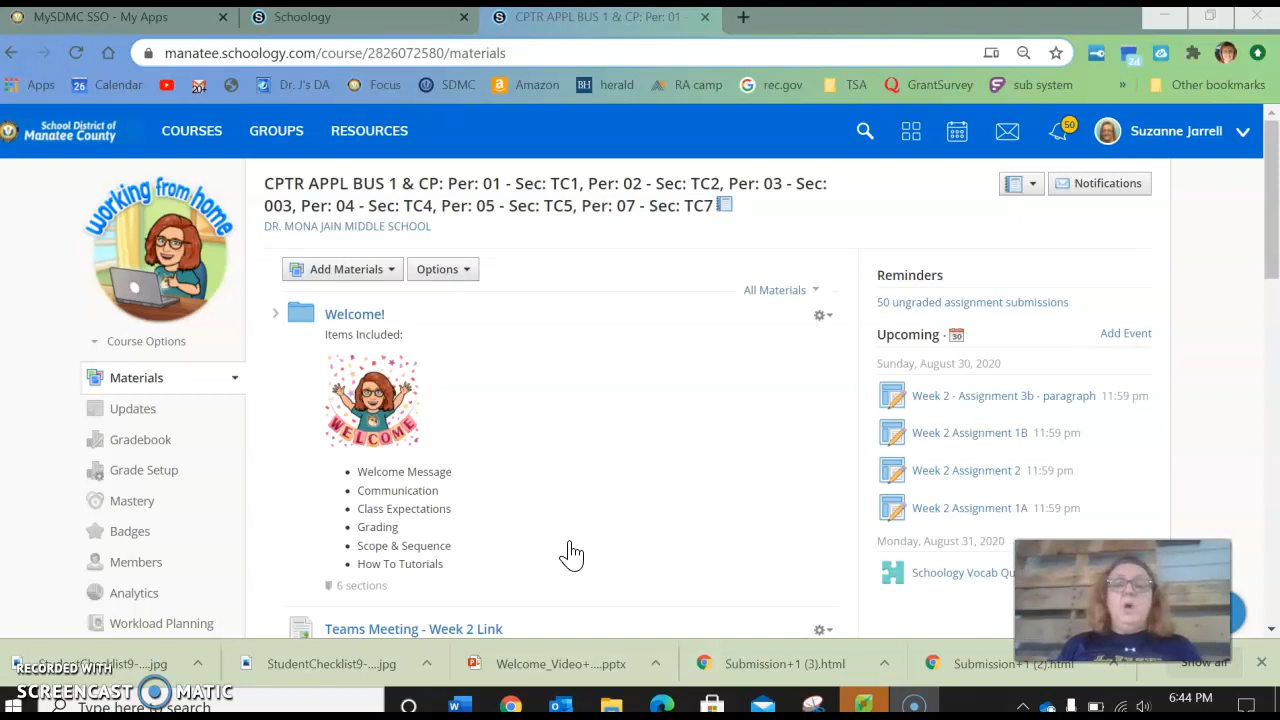 MySDMC SSO - My Apps
Schoology
CPTR APPL BUS 1 & CP: Per: 01 -
manatee.schoology.com/course/2826072580/materials
Apps
26
Calendar
Dr. J's DA
Focus
SDMC
Amazon
BH herald
RA camp
rec.gov
TSA
GrantSurvey
sub system
»
Other bookmarks
2d
School District of
Manatee County
COURSES
GROUPS
RESOURCES
50
Suzanne Jarrell
working from home
CPTR APPL BUS 1 & CP: Per: 01 - Sec: TC1, Per: 02 - Sec: TC2, Per: 03 - Sec:
003, Per: 04 - Sec: TC4, Per: 05 - Sec: TC5, Per: 07 - Sec: TC7
DR. MONA JAIN MIDDLE SCHOOL
Notifications
Add Materials
Options
All Materials
Course Options
Materials
Updates
Gradebook
Grade Setup
Mastery
Badges
Members
Analytics
Workload Planning
Welcome!
Items Included:
WELCOME
• Welcome Message
• Communication
• Class Expectations
• Grading
• Scope & Sequence
• How To Tutorials
6 sections
Teams Meeting - Week 2 Link
Reminders
50 ungraded assignment submissions
Upcoming · 30
Add Event
Sunday, August 30, 2020
Week 2 - Assignment 3b - paragraph 11:59 pm
Week 2 Assignment 1B 11:59 pm
Week 2 Assignment 2 11:59 pm
Week 2 Assignment 1A 11:59 pm
Monday, August 31, 2020
Schoology Vocab Qu
StudentChecklist9-....jpg
Welcome_Video+....pptx
Submission+1 (3).html
Submission+1 (2).html
Show all
RECORDED WITH
SCREENCAST MATIC
Type here to search
6:44 PM